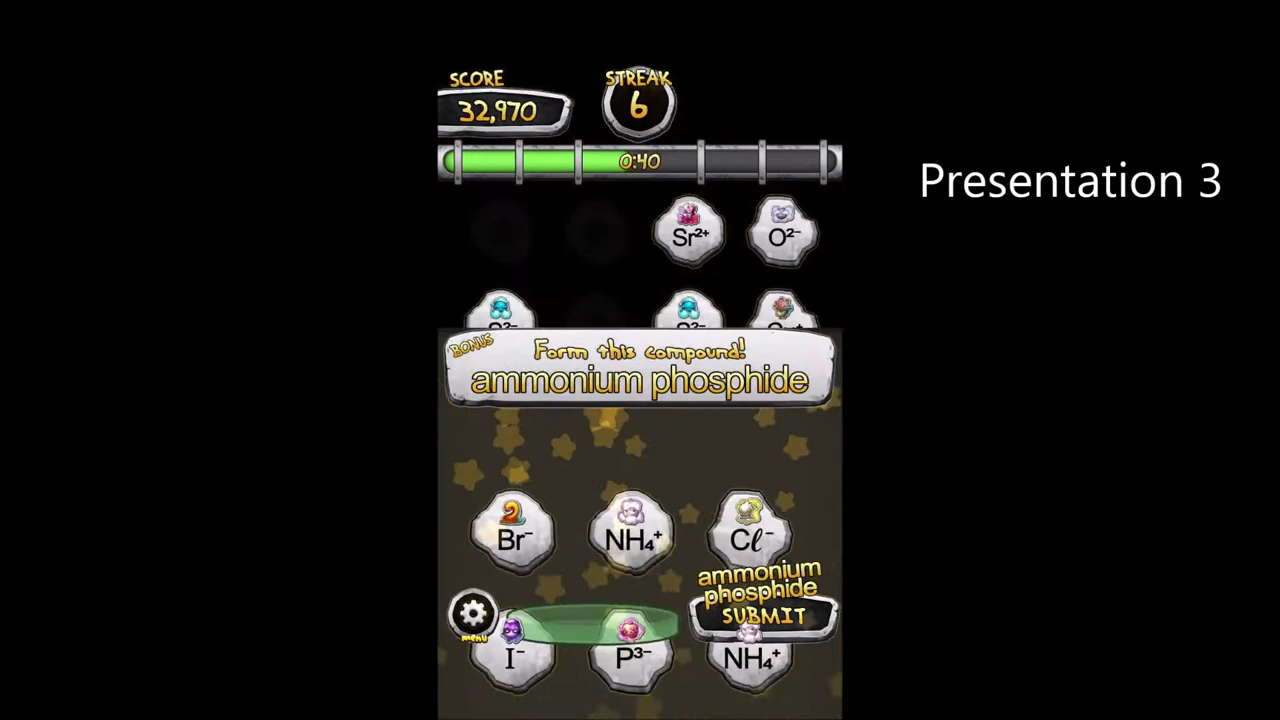 SCORE
32,970
STREAK
6
0:40
Presentation 3
Sr²⁺
O²⁻
BONUS
Form this compound!
ammonium phosphide
Br⁻
NH₄⁺
Cℓ⁻
ammonium
phosphide
SUBMIT
menu
I⁻
P³⁻
NH₄⁺